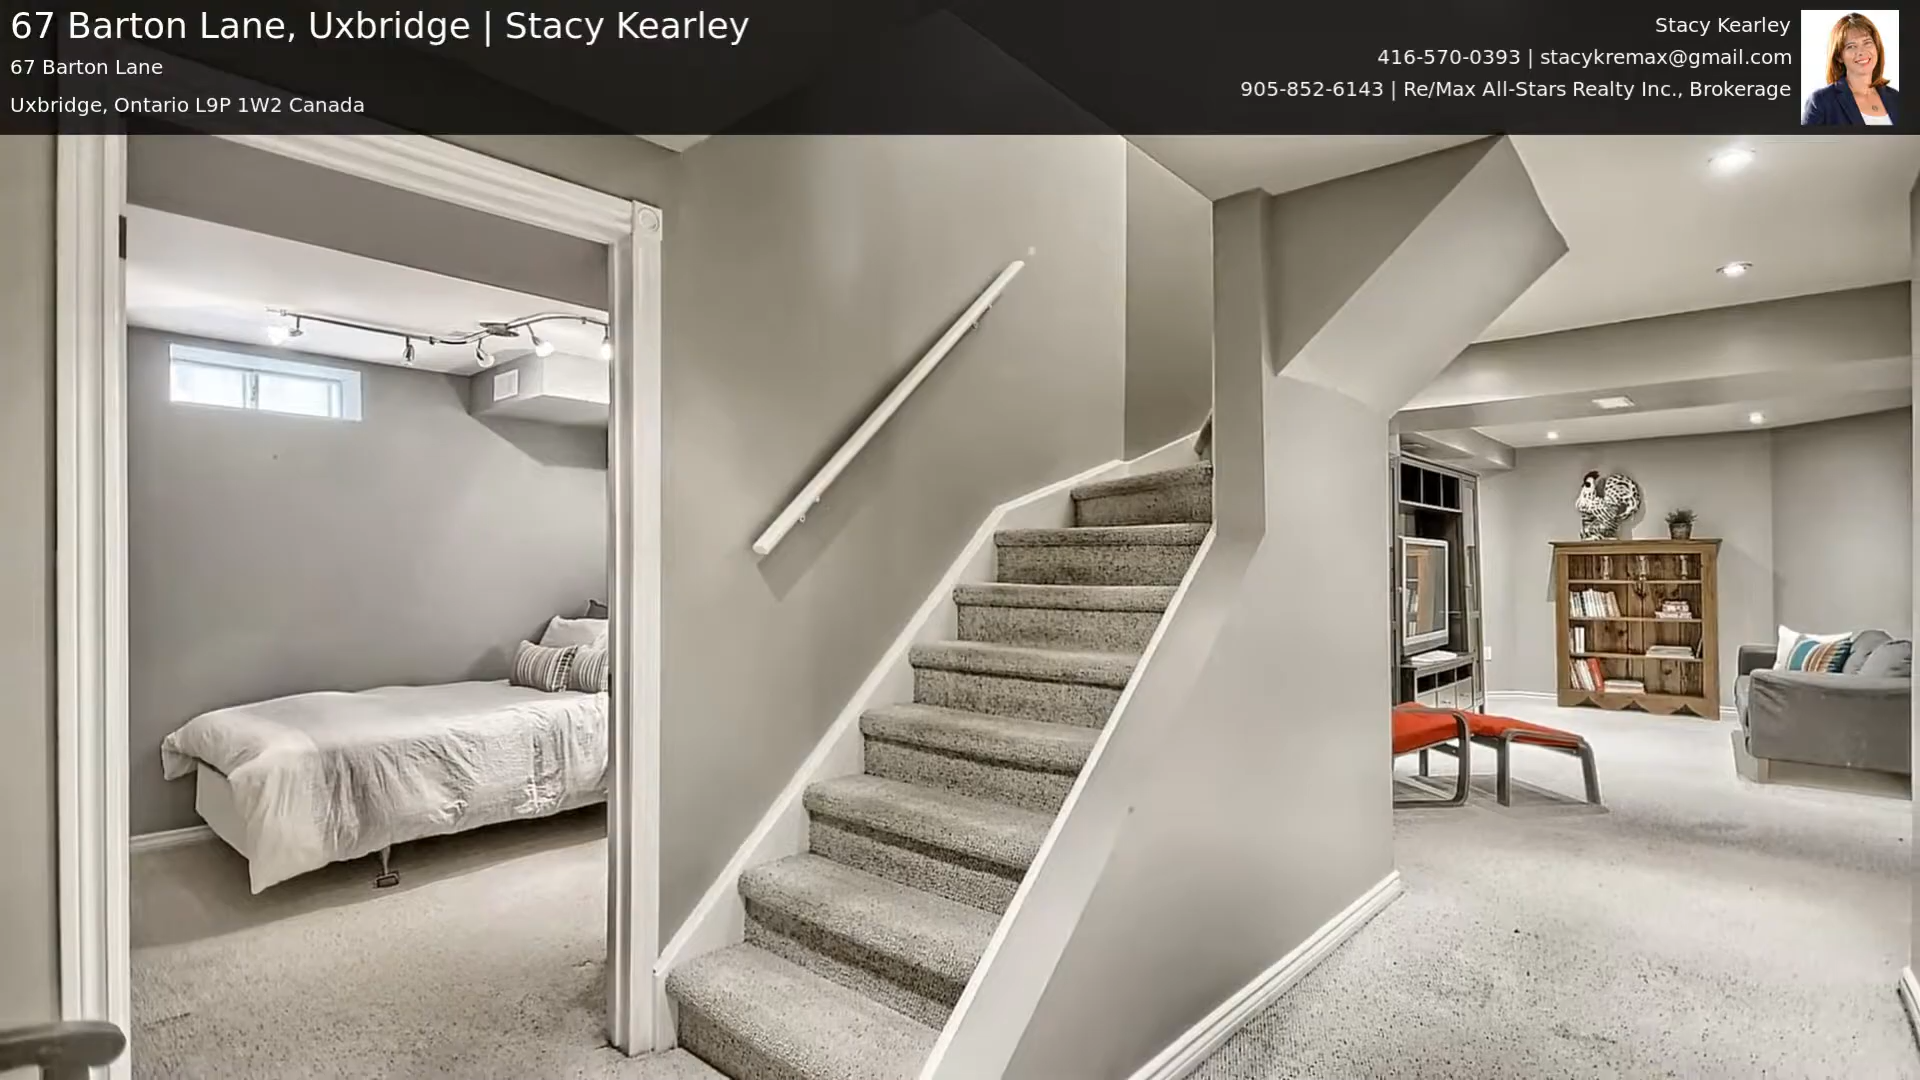 67 Barton Lane, Uxbridge | Stacy Kearley
67 Barton Lane
Uxbridge, Ontario L9P 1W2 Canada
Stacy Kearley
416-570-0393 | stacykremax@gmail.com
905-852-6143 | Re/Max All-Stars Realty Inc., Brokerage